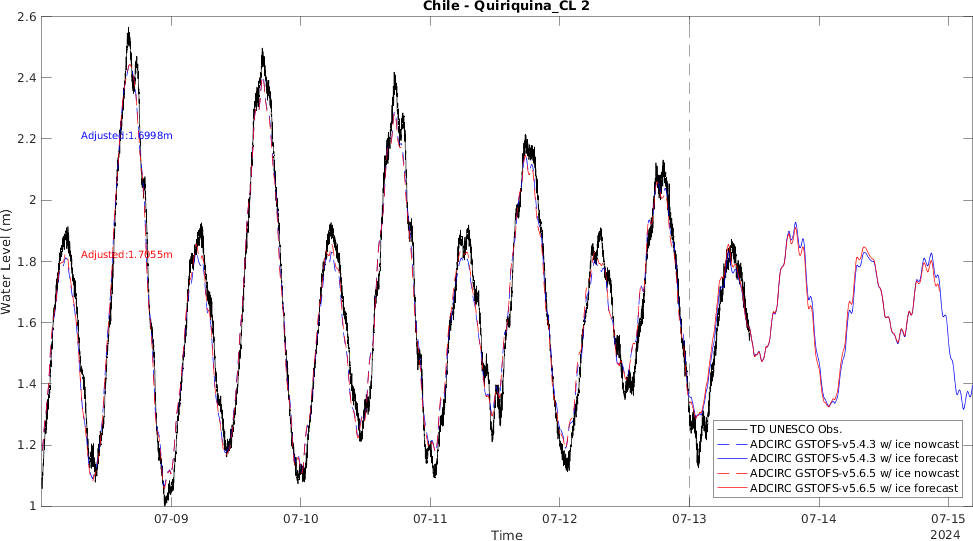 Chile - Quiriquina_CL 2
2.6
2.4
2.2
2
1.8
1.6
1.4
1.2
1
Water Level (m)
Adjusted:1.6998m
Adjusted:1.7055m
TD UNESCO Obs.
ADCIRC GSTOFS-v5.4.3 w/ ice nowcast
ADCIRC GSTOFS-v5.4.3 w/ ice forecast
ADCIRC GSTOFS-v5.6.5 w/ ice nowcast
ADCIRC GSTOFS-v5.6.5 w/ ice forecast
07-09 07-10 07-11 07-12 07-13 07-14 07-15
2024
Time